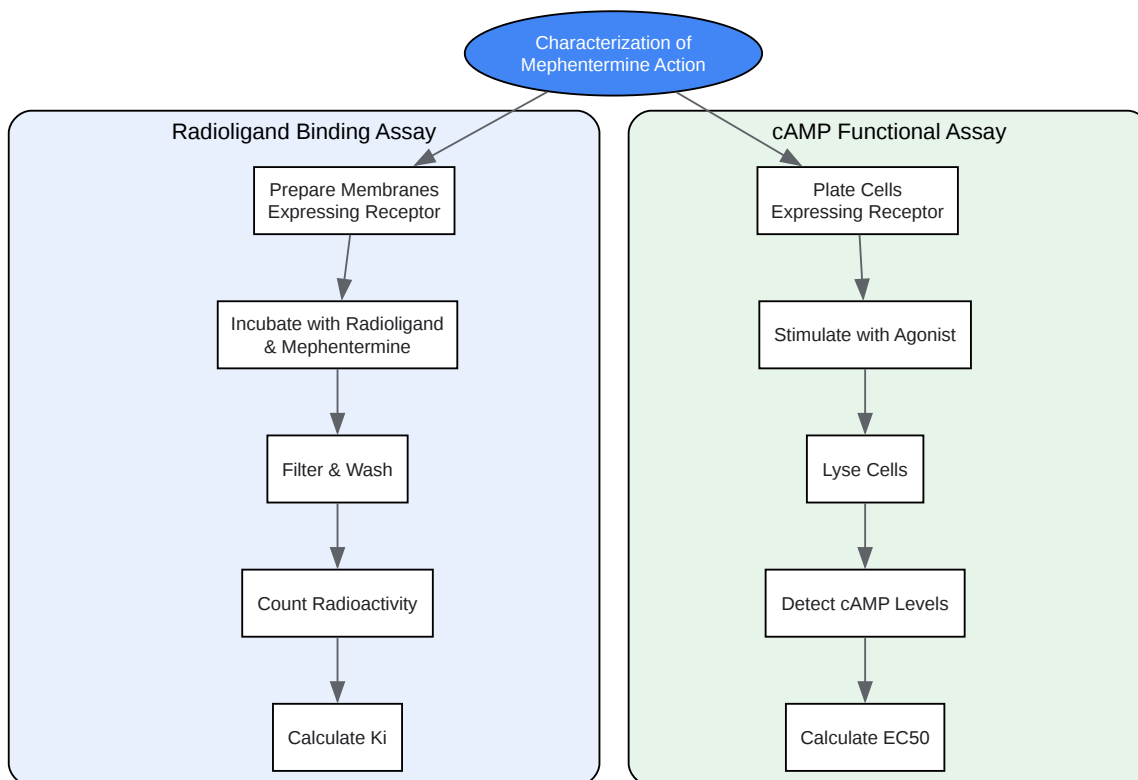 Characterization of
Mephentermine Action
Radioligand Binding Assay
Prepare Membranes
Expressing Receptor
Incubate with Radioligand
& Mephentermine
Filter & Wash
Count Radioactivity
Calculate Ki
cAMP Functional Assay
Plate Cells
Expressing Receptor
Stimulate with Agonist
Lyse Cells
Detect cAMP Levels
Calculate EC50